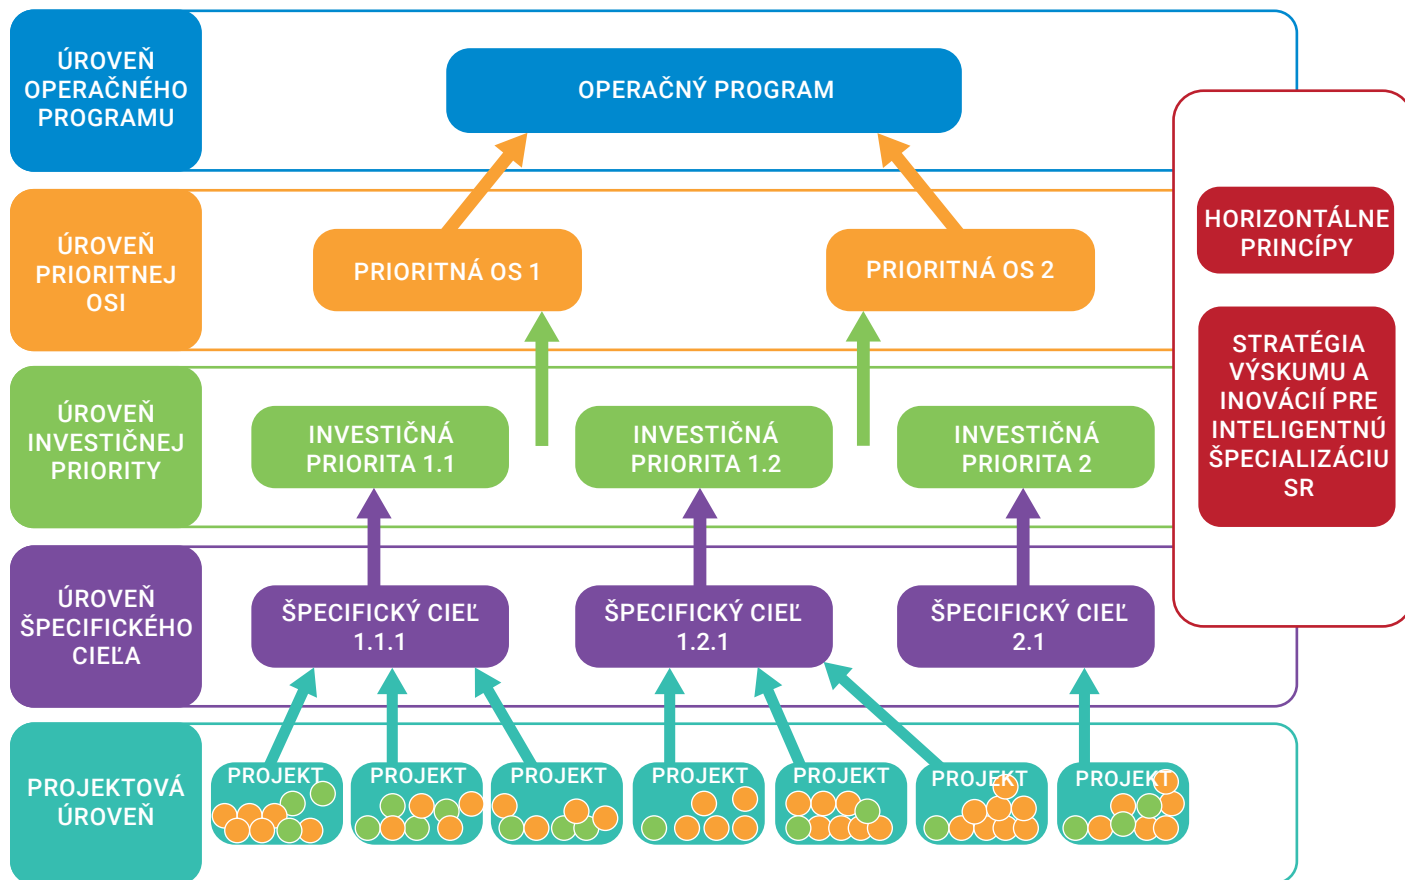 ÚROVEŇ
OPERAČNÉHO
PROGRAMU
OPERAČNÝ PROGRAM
ÚROVEŇ
PRIORITNEJ
OSI
PRIORITNÁ OS 1
PRIORITNÁ OS 2
HORIZONTÁLNE
PRINCÍPY
STRATÉGIA
VÝSKUMU A
INOVÁCIÍ PRE
INTELIGENTNÚ
ŠPECIALIZÁCIU
SR
ÚROVEŇ
INVESTIČNEJ
PRIORITY
INVESTIČNÁ
PRIORITA 1.1
INVESTIČNÁ
PRIORITA 1.2
INVESTIČNÁ
PRIORITA 2
ÚROVEŇ
ŠPECIFICKÉHO
CIEĽA
ŠPECIFICKÝ CIEĽ
1.1.1
ŠPECIFICKÝ CIEĽ
1.2.1
ŠPECIFICKÝ CIEĽ
2.1
PROJEKTOVÁ
ÚROVEŇ
PROJEKT
PROJEKT
PROJEKT
PROJEKT
PROJEKT
PROJEKT
PROJEKT